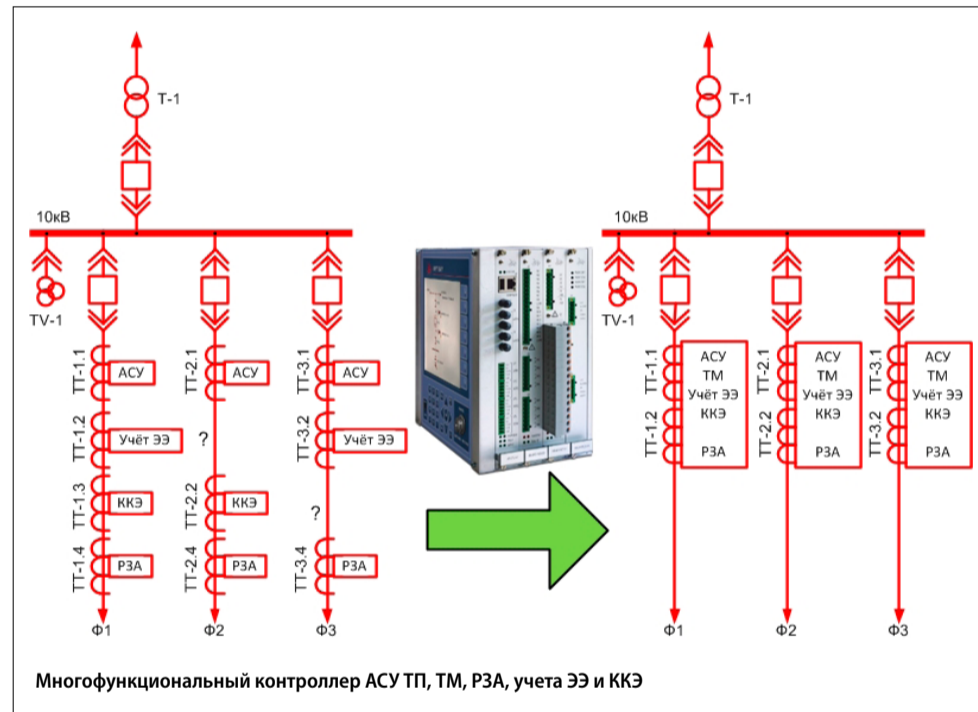 Т-1
10кВ
TV-1
ТТ-1.1
АСУ
ТТ-1.2
Учёт ЭЭ
ТТ-1.3
ККЭ
ТТ-1.4
РЗА
Ф1
ТТ-2.1
АСУ
?
ТТ-2.2
ККЭ
ТТ-2.4
РЗА
Ф2
ТТ-3.1
АСУ
ТТ-3.2
Учёт ЭЭ
?
ТТ-3.4
РЗА
Ф3
Т-1
10кВ
TV-1
ТТ-1.1
ТТ-1.2
АСУ
ТМ
Учёт ЭЭ
ККЭ
РЗА
Ф1
ТТ-2.1
ТТ-2.2
АСУ
ТМ
Учёт ЭЭ
ККЭ
РЗА
Ф2
ТТ-3.1
ТТ-3.2
АСУ
ТМ
Учёт ЭЭ
ККЭ
РЗА
Ф3
Многофункциональный контроллер АСУ ТП, ТМ, РЗА, учета ЭЭ и ККЭ